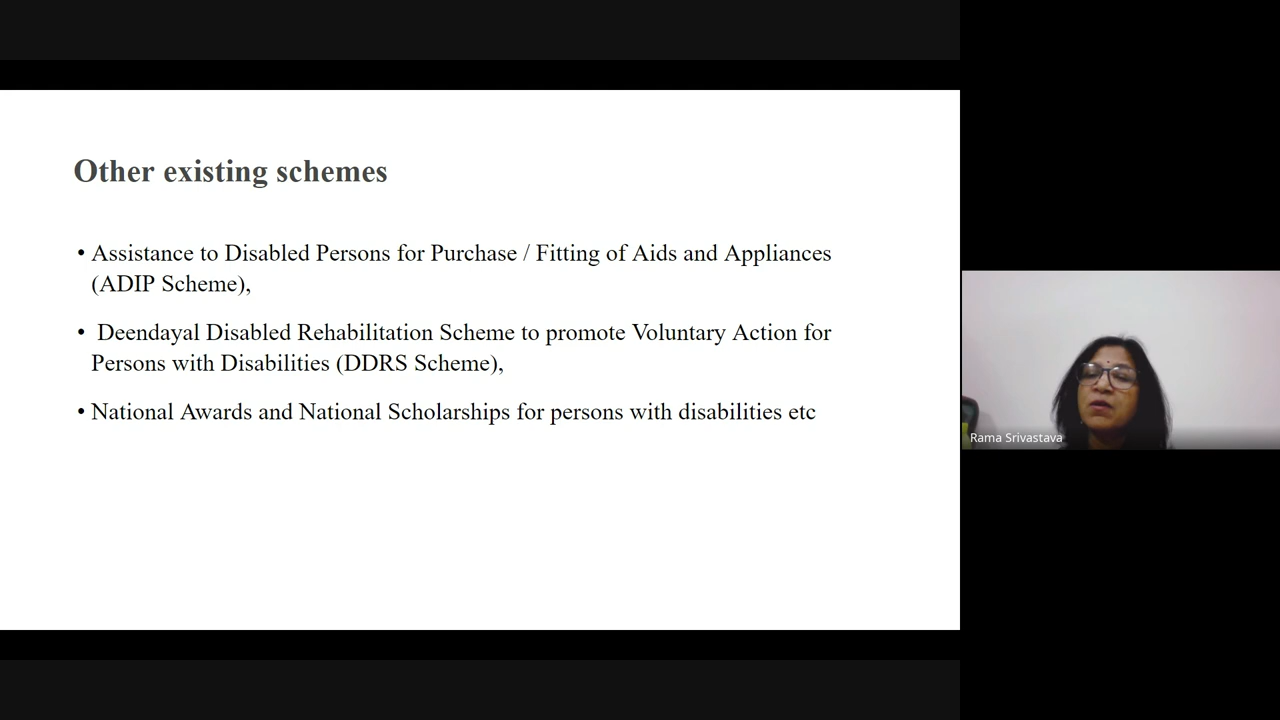 Other existing schemes
• Assistance to Disabled Persons for Purchase / Fitting of Aids and Appliances
(ADIP Scheme),
• Deendayal Disabled Rehabilitation Scheme to promote Voluntary Action for
Persons with Disabilities (DDRS Scheme),
• National Awards and National Scholarships for persons with disabilities etc
Rama Srivastava